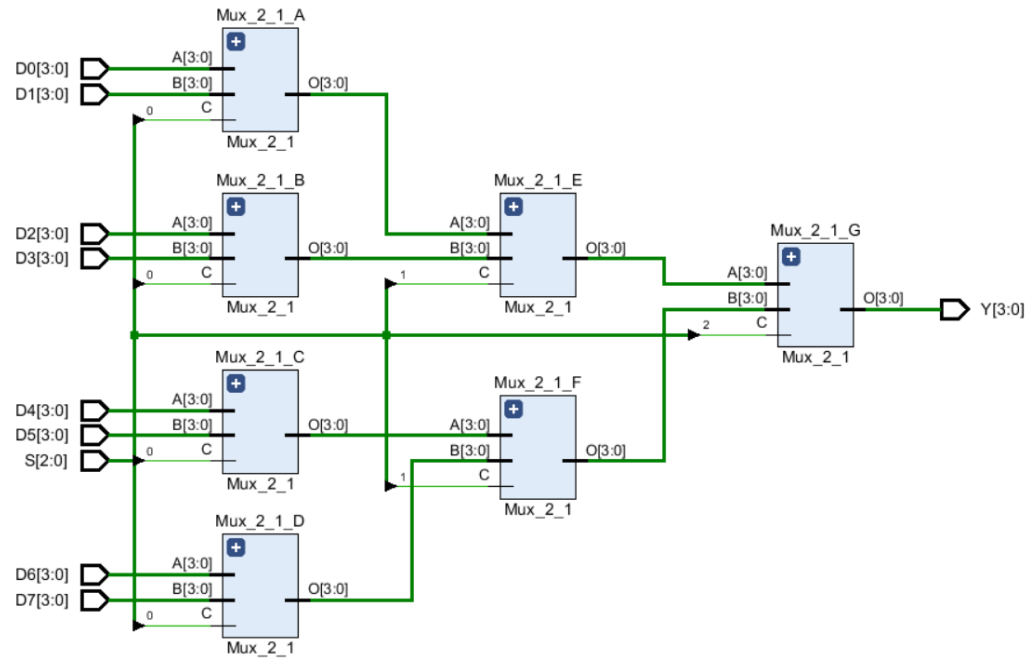 Mux_2_1_A
D0[3:0] A[3:0]
D1[3:0] B[3:0] O[3:0]
0 C
Mux_2_1
Mux_2_1_B
D2[3:0] A[3:0]
D3[3:0] B[3:0] O[3:0]
0 C
Mux_2_1
Mux_2_1_E
A[3:0]
B[3:0] O[3:0]
1 C
Mux_2_1
Mux_2_1_G
A[3:0]
B[3:0] O[3:0] Y[3:0]
2 C
Mux_2_1
Mux_2_1_C
D4[3:0] A[3:0]
D5[3:0] B[3:0] O[3:0]
S[2:0] 0 C
Mux_2_1
Mux_2_1_F
A[3:0]
B[3:0] O[3:0]
1 C
Mux_2_1
Mux_2_1_D
D6[3:0] A[3:0]
D7[3:0] B[3:0] O[3:0]
0 C
Mux_2_1